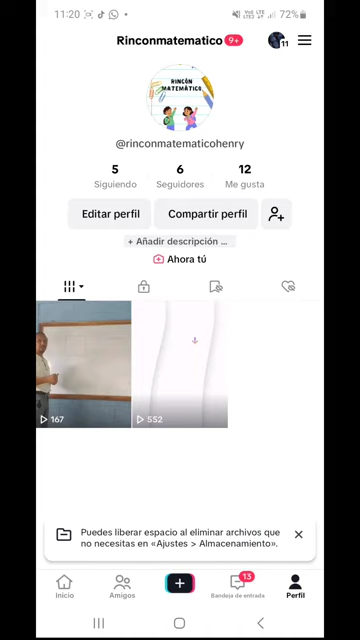 11:20
72%
Rinconmatematico 9+
11
RINCÓN
MATEMÁTICO
@rinconmatematicohenry
5 6 12
Siguiendo Seguidores Me gusta
Editar perfil Compartir perfil
+ Añadir descripción ...
Ahora tú
167 552
Puedes liberar espacio al eliminar archivos que
no necesitas en «Ajustes > Almacenamiento».
13
Inicio Amigos Bandeja de entrada Perfil